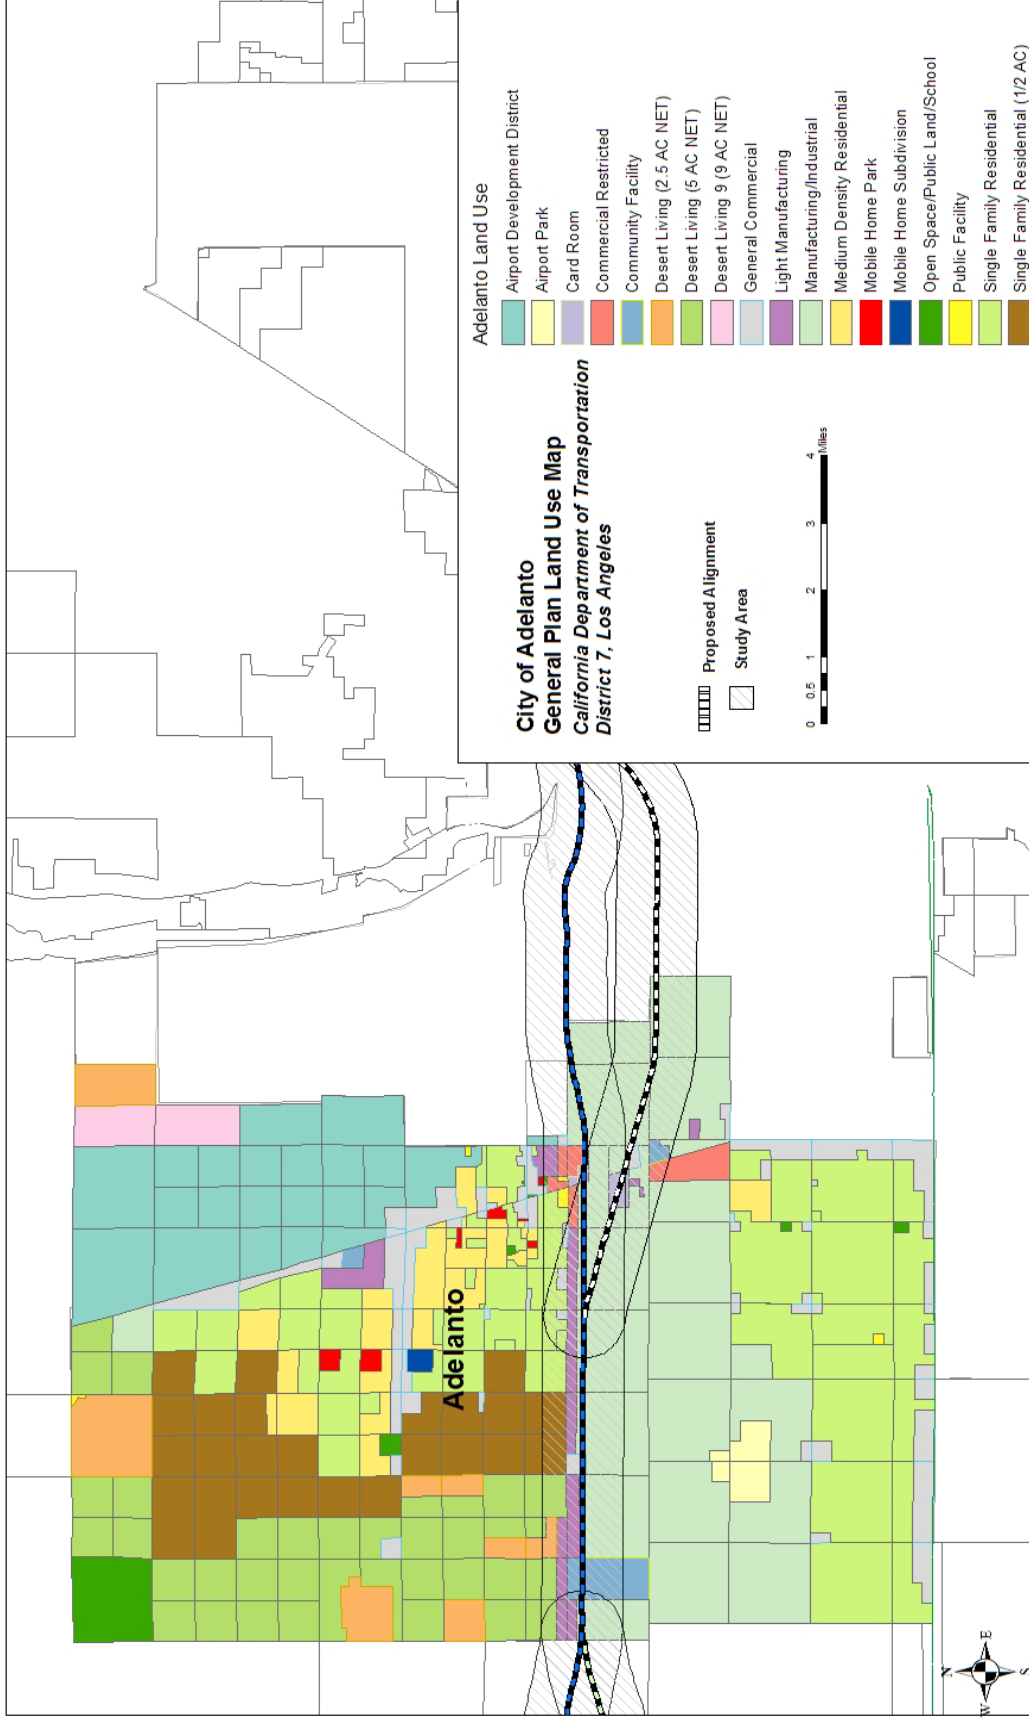 Adelanto
City of Adelanto
General Plan Land Use Map
California Department of Transportation
District 7, Los Angeles
Proposed Alignment
Study Area
0 0.5 1 2 3 4
Miles
Adelanto Land Use
Airport Development District
Airport Park
Card Room
Commercial Restricted
Community Facility
Desert Living (2.5 AC NET)
Desert Living (5 AC NET)
Desert Living 9 (9 AC NET)
General Commercial
Light Manufacturing
Manufacturing/Industrial
Medium Density Residential
Mobile Home Park
Mobile Home Subdivision
Open Space/Public Land/School
Public Facility
Single Family Residential
Single Family Residential (1/2 AC)
N
W
E
S